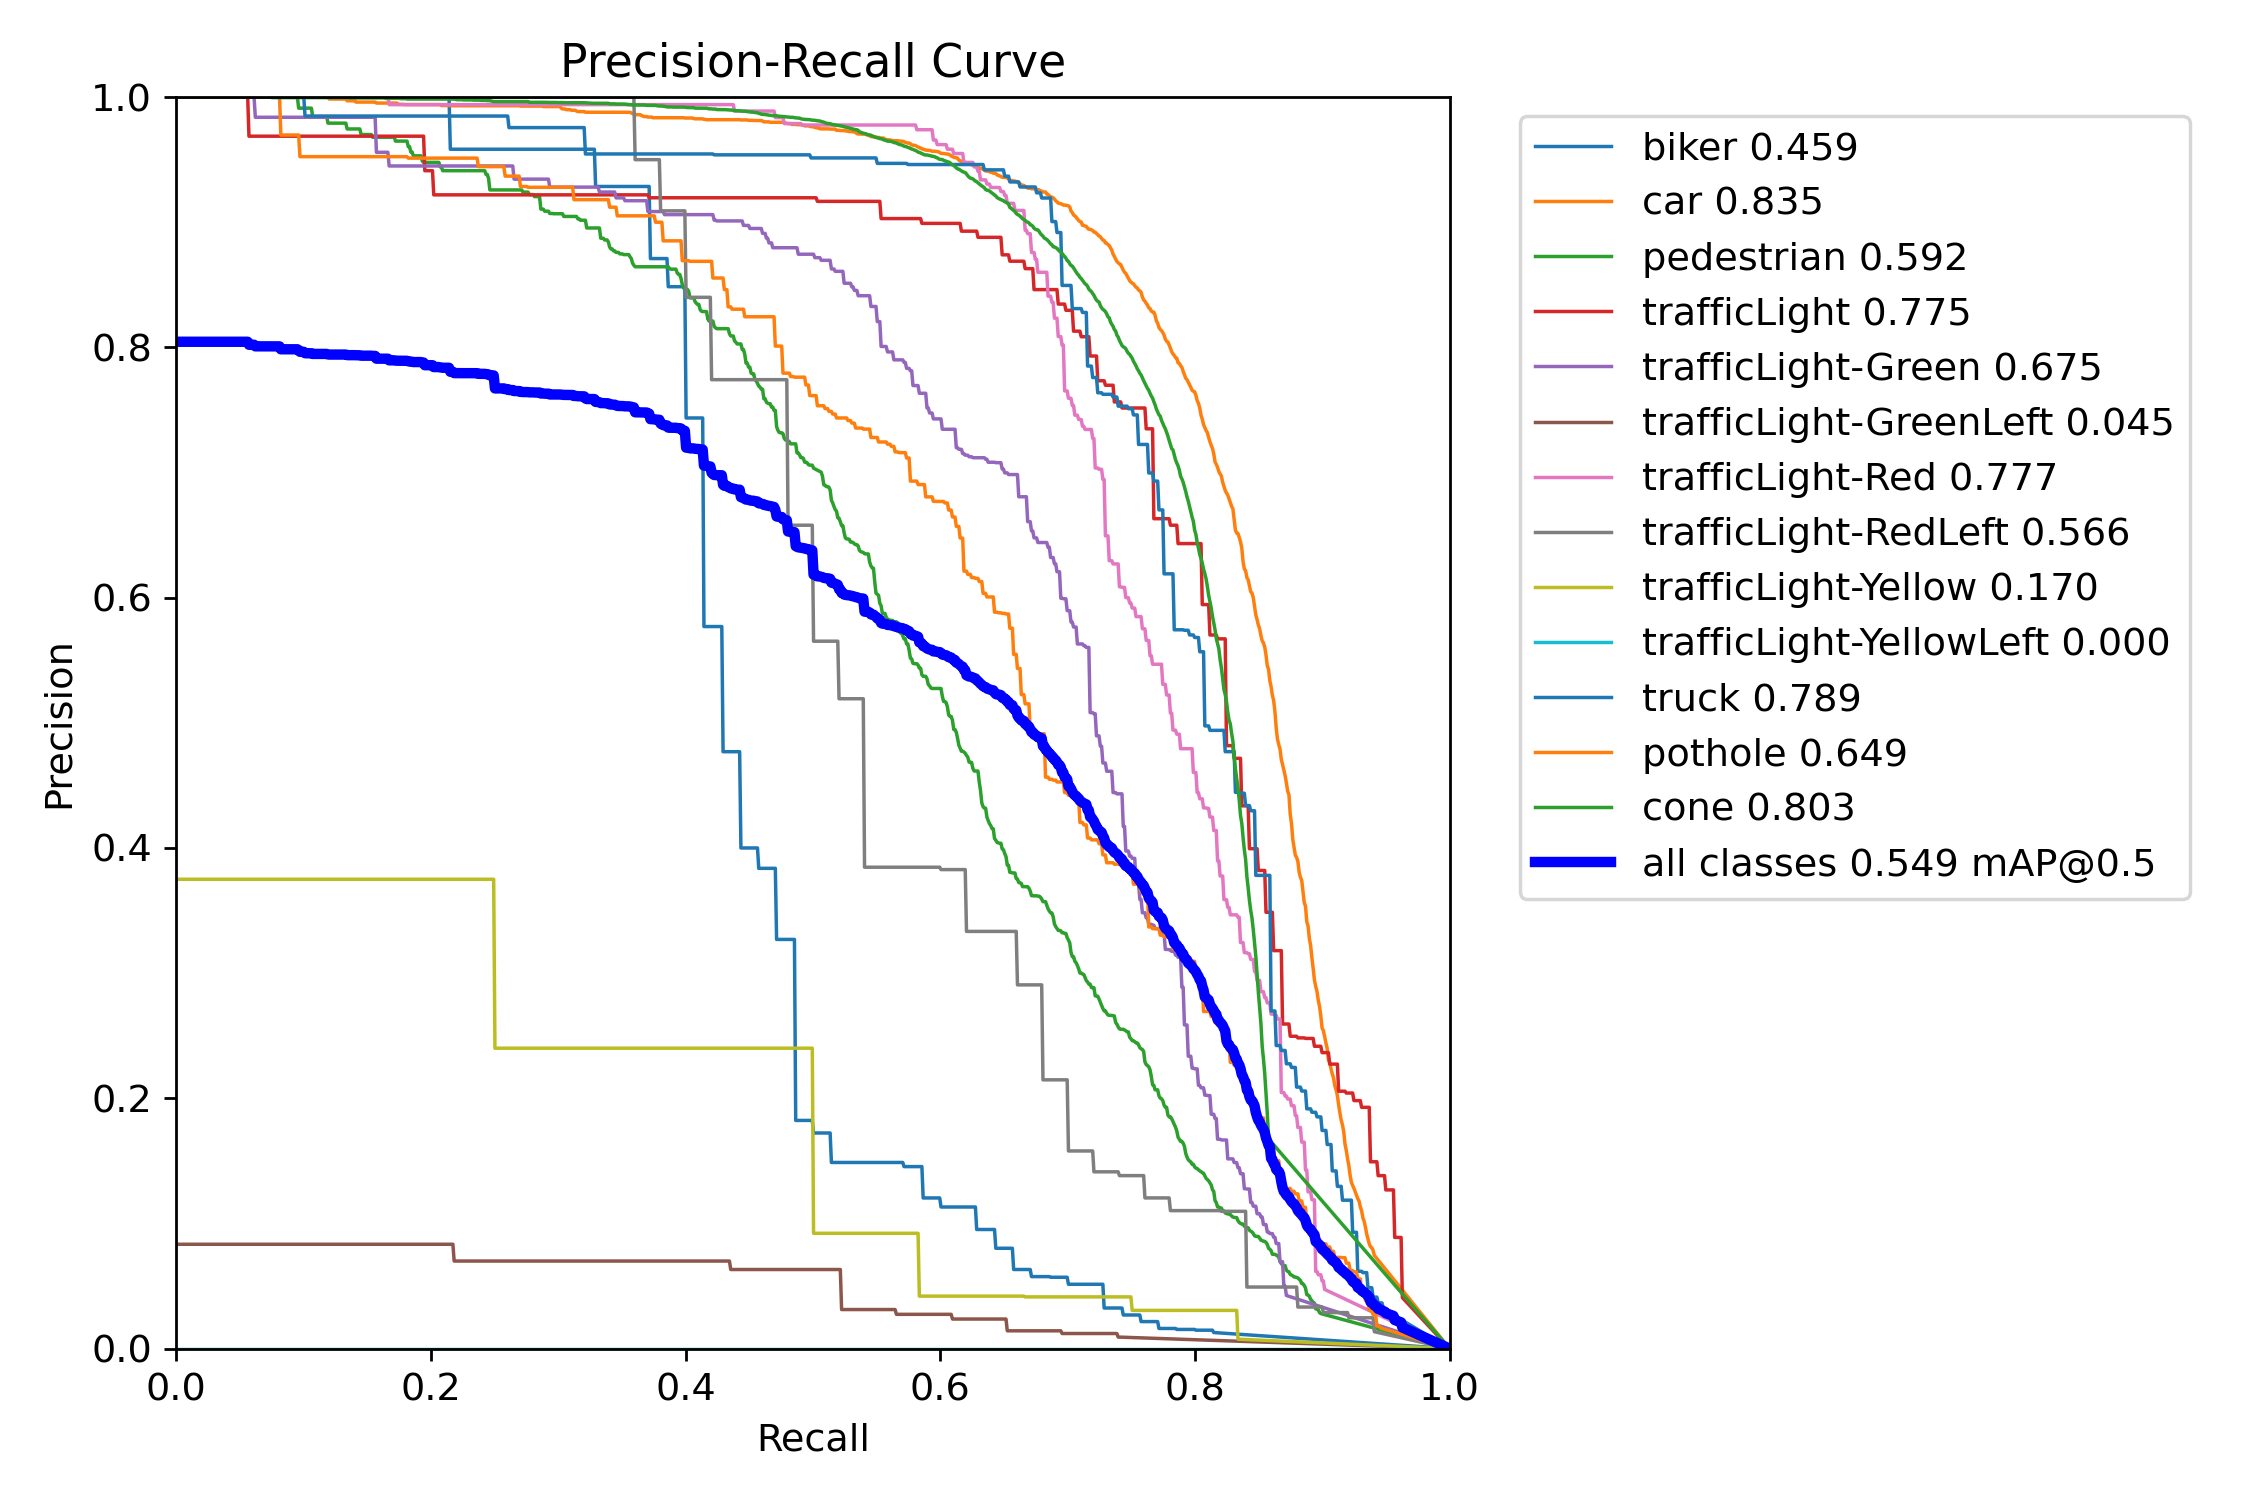 Precision-Recall Curve
1.0
0.8
0.6
0.4
0.2
0.0
Precision
0.0 0.2 0.4 0.6 0.8 1.0
Recall
biker 0.459
car 0.835
pedestrian 0.592
trafficLight 0.775
trafficLight-Green 0.675
trafficLight-GreenLeft 0.045
trafficLight-Red 0.777
trafficLight-RedLeft 0.566
trafficLight-Yellow 0.170
trafficLight-YellowLeft 0.000
truck 0.789
pothole 0.649
cone 0.803
all classes 0.549 mAP@0.5